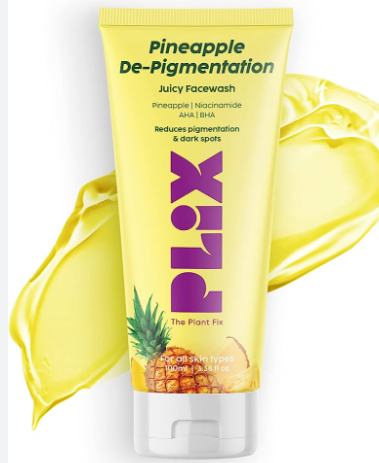 Pineapple
De-Pigmentation
Juicy Facewash
Pineapple | Niacinamide
AHA | BHA
Reduces pigmentation
& dark spots
PLiX
The Plant Fix
For all skin types
100ml | 3.38 fl oz